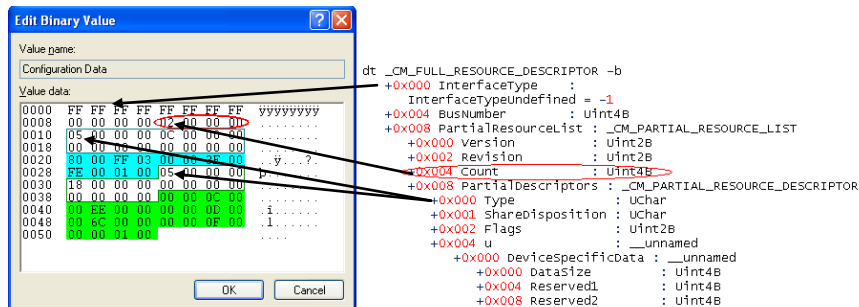 Edit Binary Value
Value name:
Configuration Data
Value data:
0000 FF FF FF FF FF FF FF FF ÿÿÿÿÿÿÿÿ
0008 00 00 00 00 02 00 00 00 ........
0010 05 00 00 00 0C 00 00 00 ........
0018 00 00 00 00 00 00 00 00 ........
0020 80 00 FF 03 00 00 3F 00 ..ÿ...?.
0028 FE 00 01 00 05 00 00 00 þ.......
0030 18 00 00 00 00 00 00 00 ........
0038 00 00 00 00 00 00 0C 00 ........
0040 00 EE 00 00 00 00 0D 00 .î......
0048 00 6C 00 00 00 00 0F 00 .l......
0050 00 00 01 00 ....
OK Cancel
dt _CM_FULL_RESOURCE_DESCRIPTOR -b
+0x000 InterfaceType :
InterfaceTypeUndefined = -1
+0x004 BusNumber : Uint4B
+0x008 PartialResourceList : _CM_PARTIAL_RESOURCE_LIST
+0x000 Version : Uint2B
+0x002 Revision : Uint2B
+0x004 Count : Uint4B
+0x008 PartialDescriptors : _CM_PARTIAL_RESOURCE_DESCRIPTOR
+0x000 Type : UChar
+0x001 ShareDisposition : UChar
+0x002 Flags : Uint2B
+0x004 u : __unnamed
+0x000 DeviceSpecificData : __unnamed
+0x000 DataSize : Uint4B
+0x004 Reserved1 : Uint4B
+0x008 Reserved2 : Uint4B